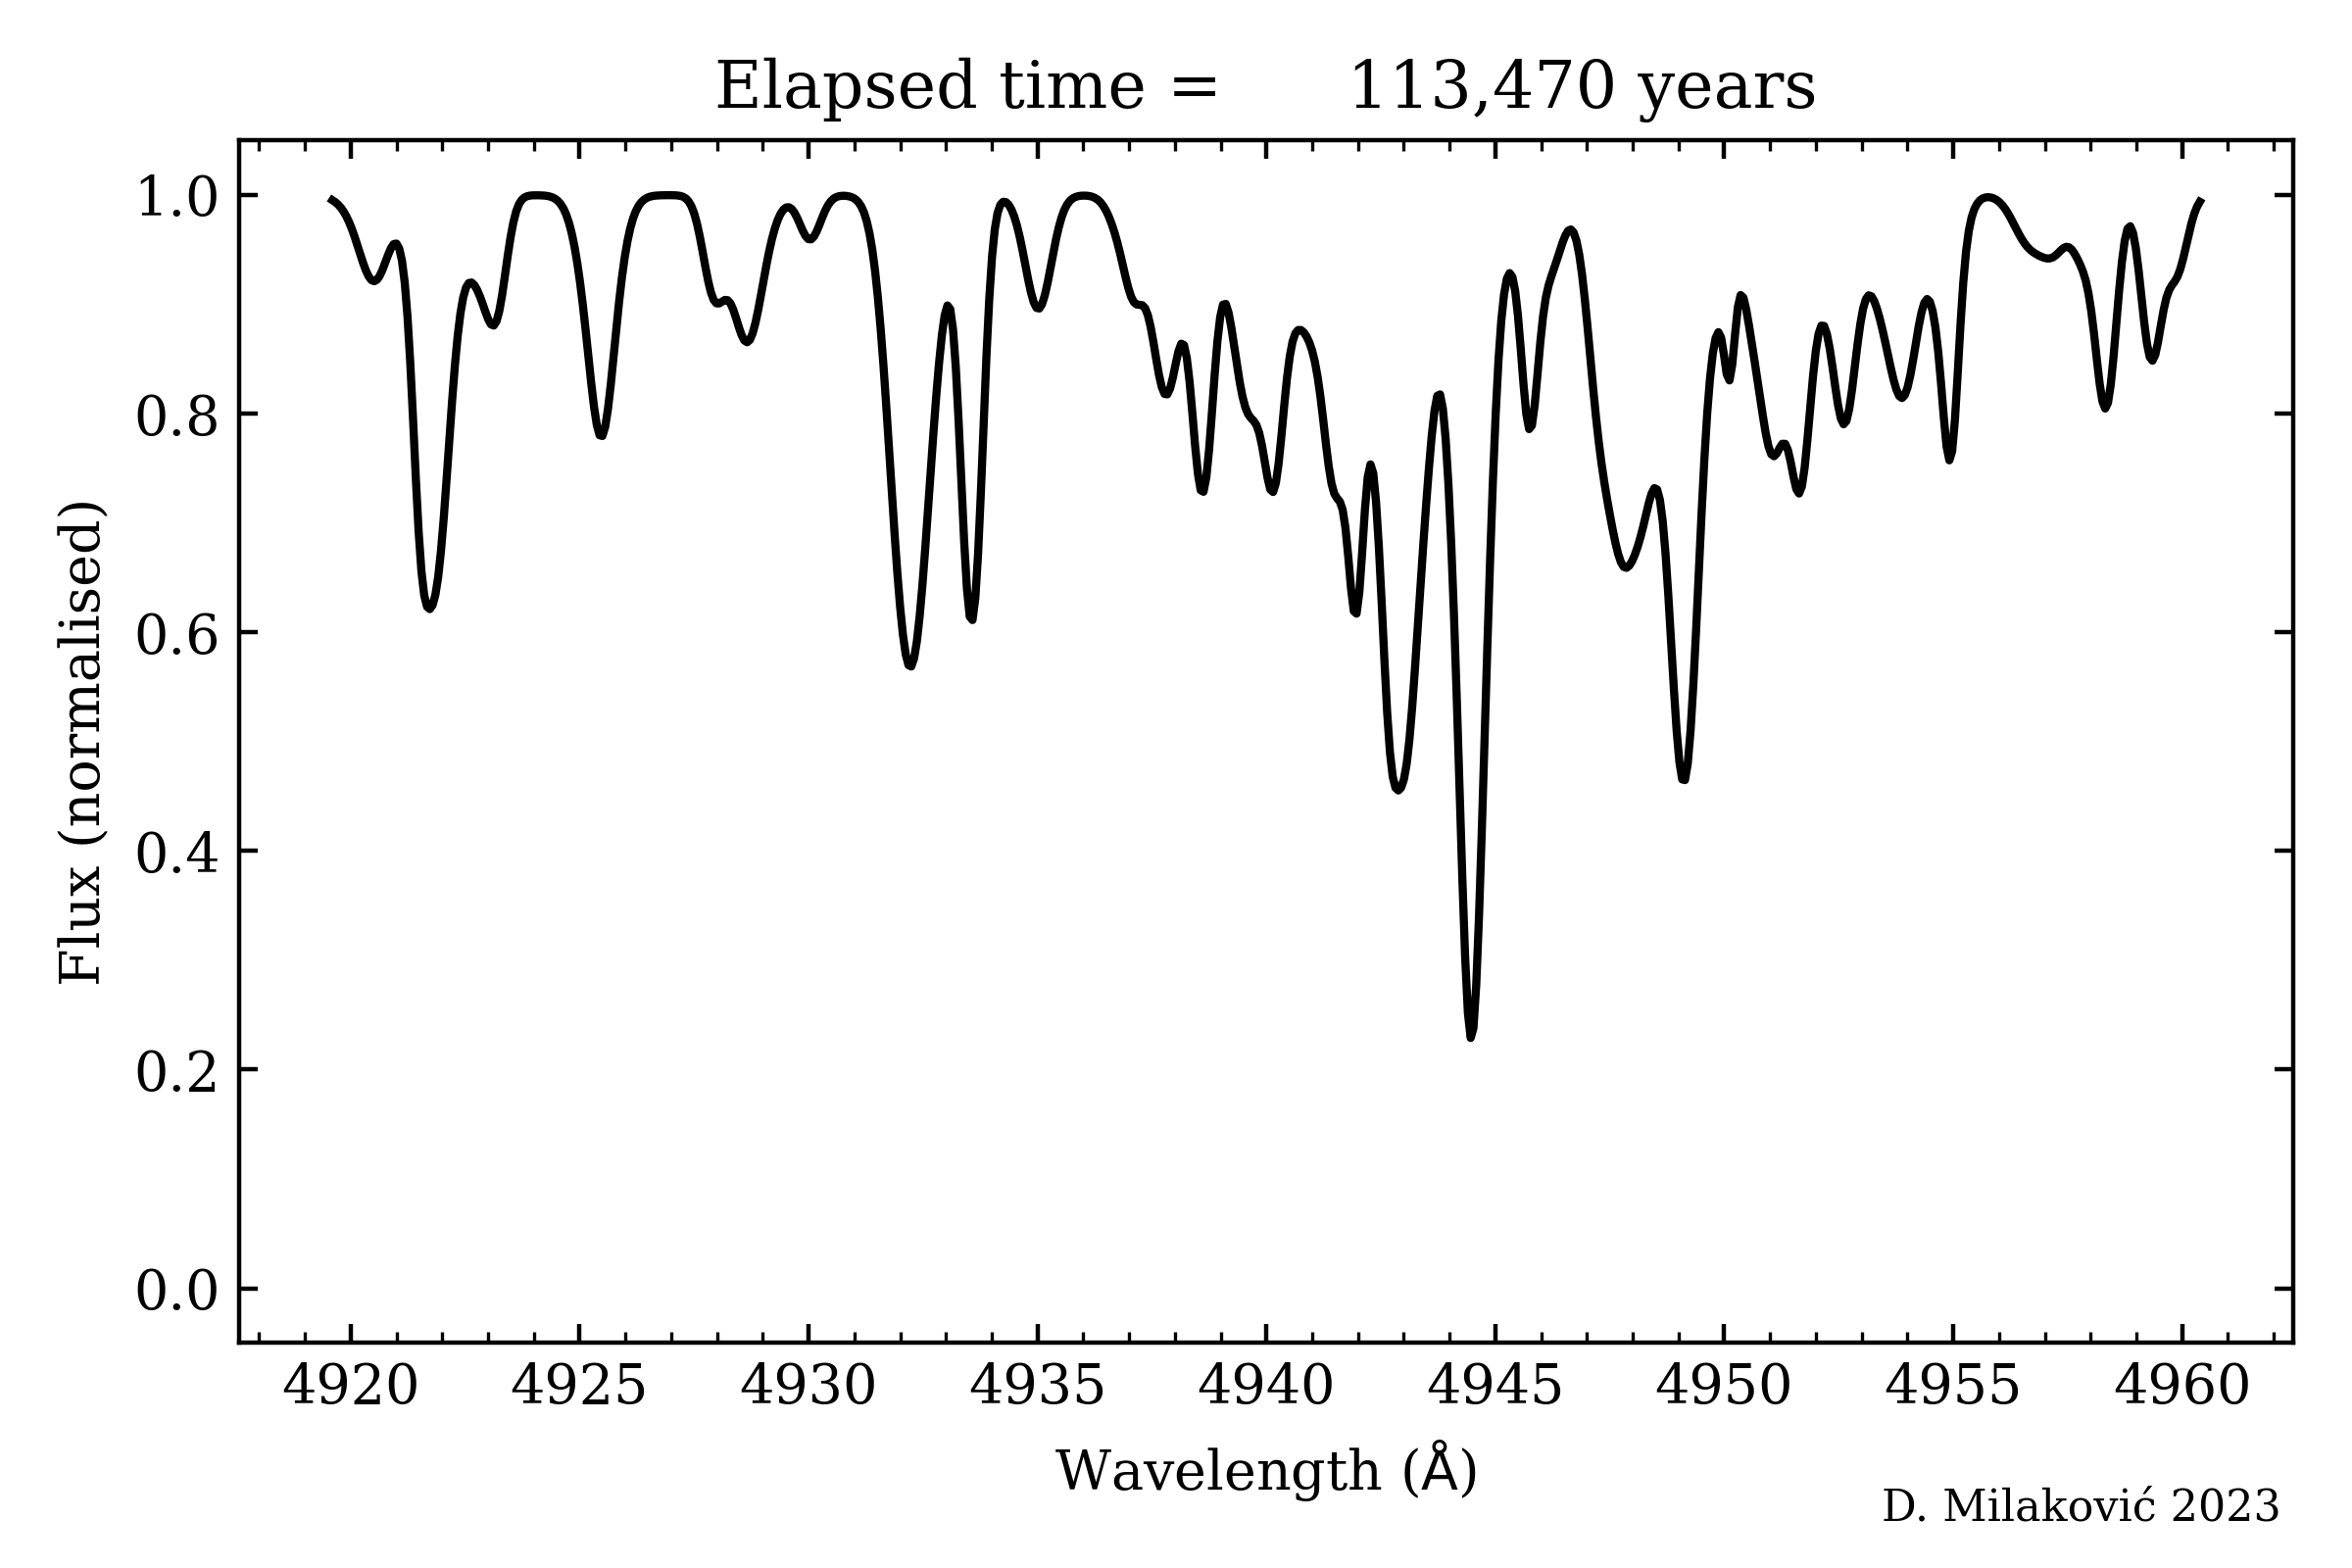 Elapsed time = 113,470 years
1.0
0.8
0.6
0.4
0.2
0.0
Flux (normalised)
4920 4925 4930 4935 4940 4945 4950 4955 4960
Wavelength (Å)
D. Milaković 2023